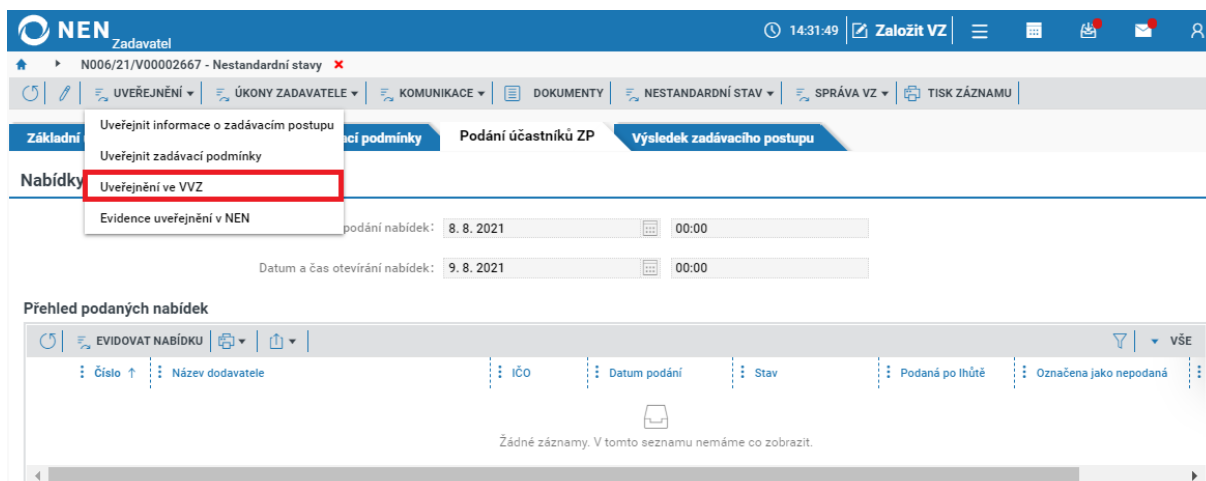 NEN Zadavatel 14:31:49 Založit VZ
N006/21/V00002667 - Nestandardní stavy
UVEŘEJNĚNÍ ÚKONY ZADAVATELE KOMUNIKACE DOKUMENTY NESTANDARDNÍ STAV SPRÁVA VZ TISK ZÁZNAMU
Uveřejnit informace o zadávacím postupu
Uveřejnit zadávací podmínky
Uveřejnění ve VVZ
Evidence uveřejnění v NEN
Základní podmínky Podání účastníků ZP Výsledek zadávacího postupu
Nabídky
podání nabídek: 8. 8. 2021 00:00
Datum a čas otevírání nabídek: 9. 8. 2021 00:00
Přehled podaných nabídek
EVIDOVAT NABÍDKU VŠE
Číslo Název dodavatele IČO Datum podání Stav Podaná po lhůtě Označena jako nepodaná
Žádné záznamy. V tomto seznamu nemáme co zobrazit.